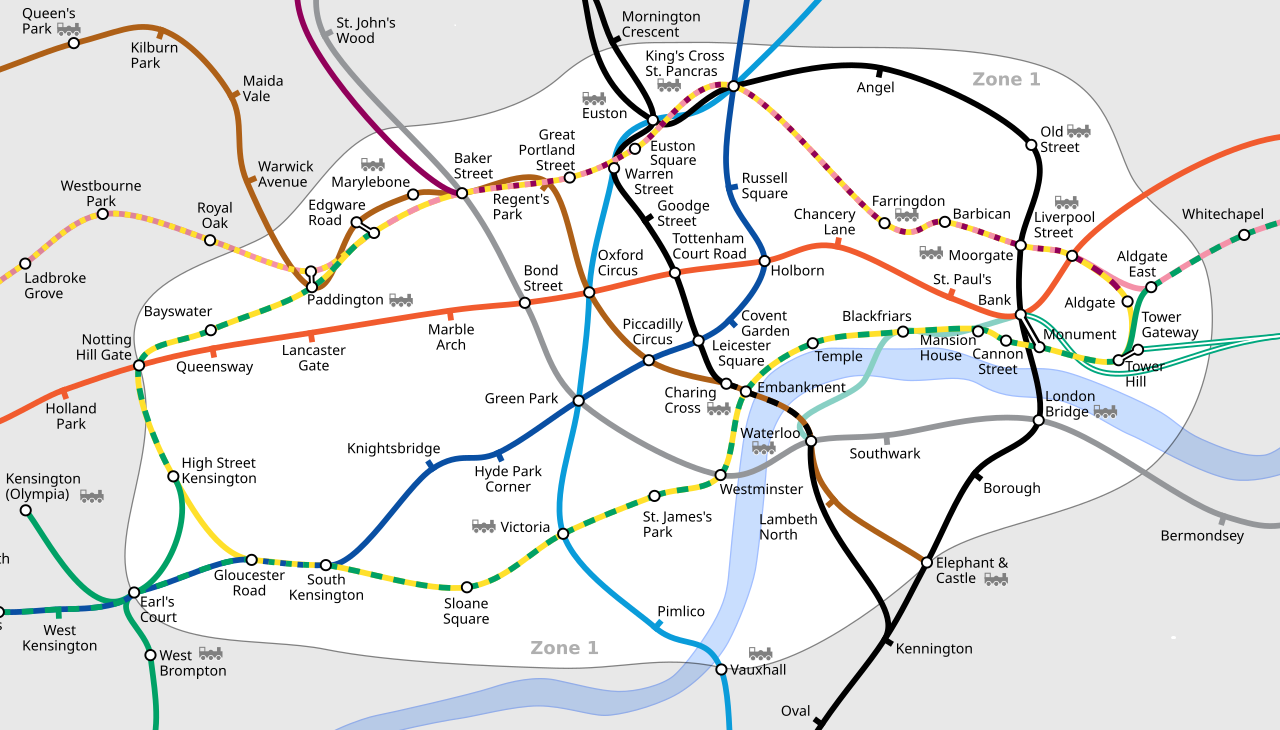 Queen's
Park
Kilburn
Park
Maida
Vale
Warwick
Avenue
Westbourne
Park
Royal
Oak
Ladbroke
Grove
St. John's
Wood
Mornington
Crescent
King's Cross
St. Pancras
Zone 1
Angel
Euston
Old
Street
Great
Portland
Street
Euston
Square
Baker
Street
Marylebone
Edgware
Road
Regent's
Park
Warren
Street
Russell
Square
Goodge
Street
Farringdon
Barbican
Chancery
Lane
Liverpool
Street
Moorgate
Whitechapel
Aldgate
East
Tottenham
Court Road
Holborn
Oxford
Circus
Bond
Street
Paddington
St. Paul's
Bank
Aldgate
Bayswater
Notting
Hill Gate
Queensway
Lancaster
Gate
Marble
Arch
Piccadilly
Circus
Covent
Garden
Leicester
Square
Blackfriars
Temple
Mansion
House
Cannon
Street
Monument
Tower
Gateway
Tower
Hill
Holland
Park
Green Park
Charing
Cross
Embankment
London
Bridge
Waterloo
Southwark
Knightsbridge
Hyde Park
Corner
High Street
Kensington
Kensington
(Olympia)
Westminster
Borough
Victoria
St. James's
Park
Lambeth
North
Bermondsey
th
Gloucester
Road
South
Kensington
Sloane
Square
Elephant &
Castle
Earl's
Court
s
West
Kensington
Pimlico
Zone 1
West
Brompton
Vauxhall
Kennington
Oval